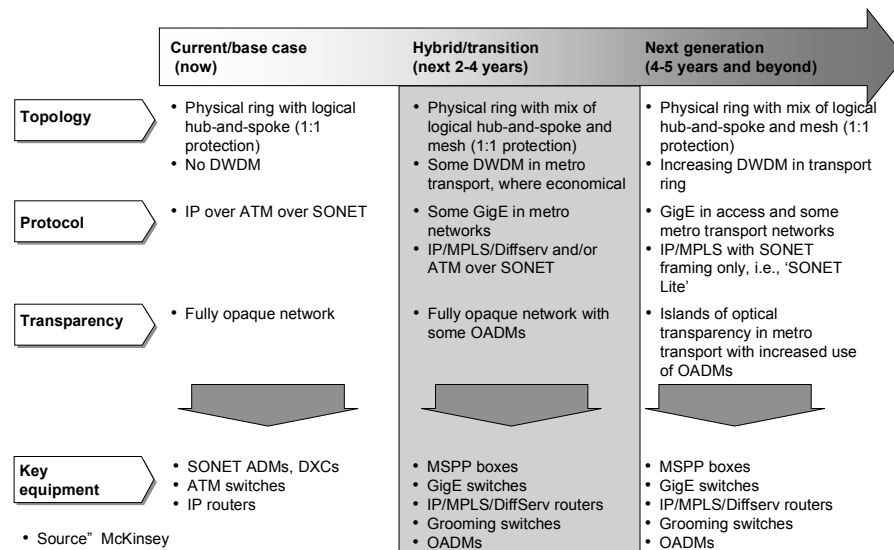 Current/base case
(now)
Hybrid/transition
(next 2-4 years)
Next generation
(4-5 years and beyond)
Topology
• Physical ring with logical
hub-and-spoke (1:1
protection)
• No DWDM
• Physical ring with mix of
logical hub-and-spoke and
mesh (1:1 protection)
• Some DWDM in metro
transport, where economical
• Physical ring with mix of logical
hub-and-spoke and mesh (1:1
protection)
• Increasing DWDM in transport
ring
Protocol
• IP over ATM over SONET
• Some GigE in metro
networks
• IP/MPLS/Diffserv and/or
ATM over SONET
• GigE in access and some
metro transport networks
• IP/MPLS with SONET
framing only, i.e., ‘SONET
Lite’
Transparency
• Fully opaque network
• Fully opaque network with
some OADMs
• Islands of optical
transparency in metro
transport with increased use
of OADMs
Key
equipment
• SONET ADMs, DXCs
• ATM switches
• IP routers
• MSPP boxes
• GigE switches
• IP/MPLS/DiffServ routers
• Grooming switches
• OADMs
• MSPP boxes
• GigE switches
• IP/MPLS/Diffserv routers
• Grooming switches
• OADMs
• Source” McKinsey